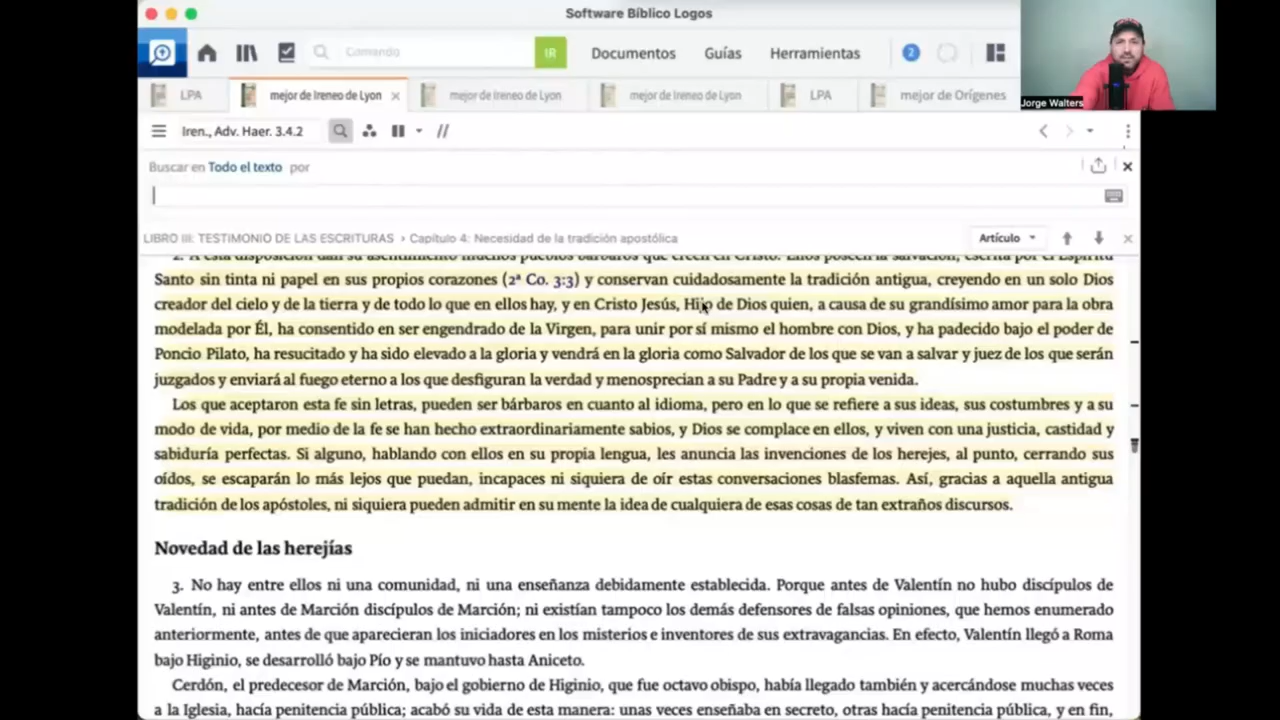 Software Bíblico Logos
Comando
IR
Documentos
Guías
Herramientas
2
Jorge Walters
LPA
mejor de Ireneo de Lyon
mejor de Ireneo de Lyon
mejor de Ireneo de Lyon
LPA
mejor de Orígenes
Iren., Adv. Haer. 3.4.2
Buscar en Todo el texto por
LIBRO III: TESTIMONIO DE LAS ESCRITURAS › Capítulo 4: Necesidad de la tradición apostólica
Artículo
2. A esta disposición dan su asentimiento muchos pueblos bárbaros que creen en Cristo. Ellos poseen la salvación, escrita por el Espíritu
Santo sin tinta ni papel en sus propios corazones (2ª Co. 3:3) y conservan cuidadosamente la tradición antigua, creyendo en un solo Dios
creador del cielo y de la tierra y de todo lo que en ellos hay, y en Cristo Jesús, Hijo de Dios quien, a causa de su grandísimo amor para la obra
modelada por Él, ha consentido en ser engendrado de la Virgen, para unir por sí mismo el hombre con Dios, y ha padecido bajo el poder de
Poncio Pilato, ha resucitado y ha sido elevado a la gloria y vendrá en la gloria como Salvador de los que se van a salvar y juez de los que serán
juzgados y enviará al fuego eterno a los que desfiguran la verdad y menosprecian a su Padre y a su propia venida.
Los que aceptaron esta fe sin letras, pueden ser bárbaros en cuanto al idioma, pero en lo que se refiere a sus ideas, sus costumbres y a su
modo de vida, por medio de la fe se han hecho extraordinariamente sabios, y Dios se complace en ellos, y viven con una justicia, castidad y
sabiduría perfectas. Si alguno, hablando con ellos en su propia lengua, les anuncia las invenciones de los herejes, al punto, cerrando sus
oídos, se escaparán lo más lejos que puedan, incapaces ni siquiera de oír estas conversaciones blasfemas. Así, gracias a aquella antigua
tradición de los apóstoles, ni siquiera pueden admitir en su mente la idea de cualquiera de esas cosas de tan extraños discursos.
Novedad de las herejías
3. No hay entre ellos ni una comunidad, ni una enseñanza debidamente establecida. Porque antes de Valentín no hubo discípulos de
Valentín, ni antes de Marción discípulos de Marción; ni existían tampoco los demás defensores de falsas opiniones, que hemos enumerado
anteriormente, antes de que aparecieran los iniciadores en los misterios e inventores de sus extravagancias. En efecto, Valentín llegó a Roma
bajo Higinio, se desarrolló bajo Pío y se mantuvo hasta Aniceto.
Cerdón, el predecesor de Marción, bajo el gobierno de Higinio, que fue octavo obispo, había llegado también y acercándose muchas veces
a la Iglesia, hacía penitencia pública; acabó su vida de esta manera: unas veces enseñaba en secreto, otras hacía penitencia pública, y en fin,